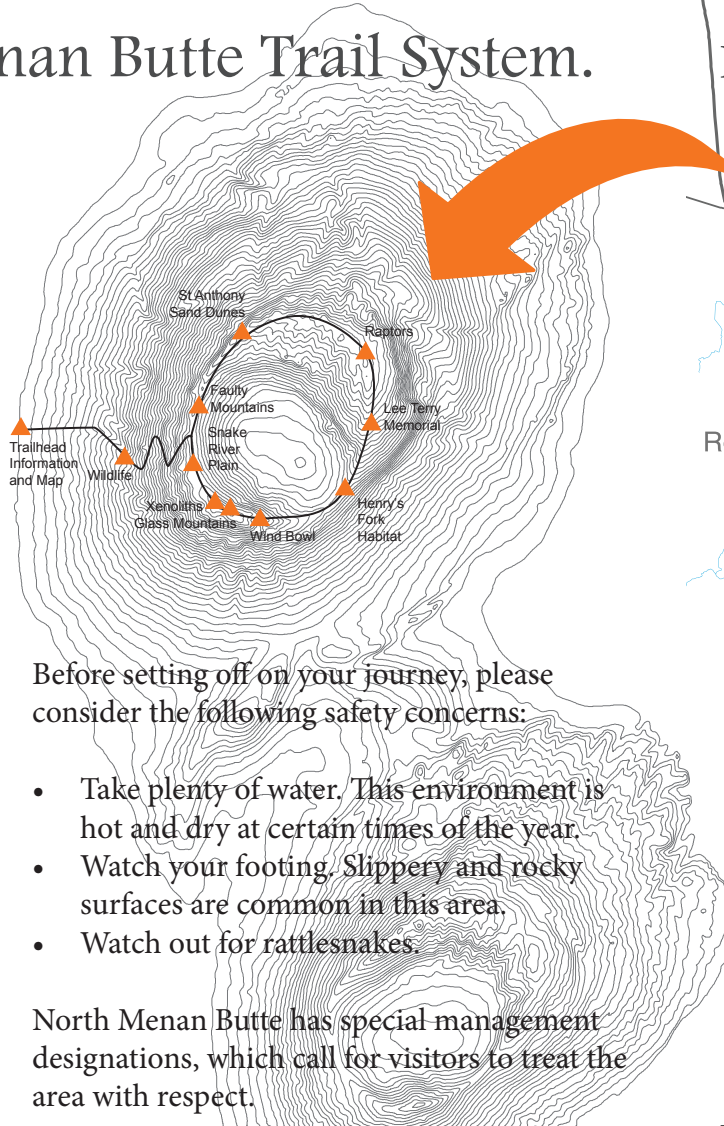 nan Butte Trail System.
St.Anthony
Sand Dunes
Raptors
Faulty
Mountains
Lee Terry
Memorial
Snake
River
Plain
Trailhead
Information
and Map
Wildlife
Xenoliths
Glass Mountains
Wind Bowl
Henry's
Fork
Habitat
R
Before setting off on your journey, please
consider the following safety concerns:
• Take plenty of water. This environment is
hot and dry at certain times of the year.
• Watch your footing. Slippery and rocky
surfaces are common in this area.
• Watch out for rattlesnakes.
North Menan Butte has special management
designations, which call for visitors to treat the
area with respect.